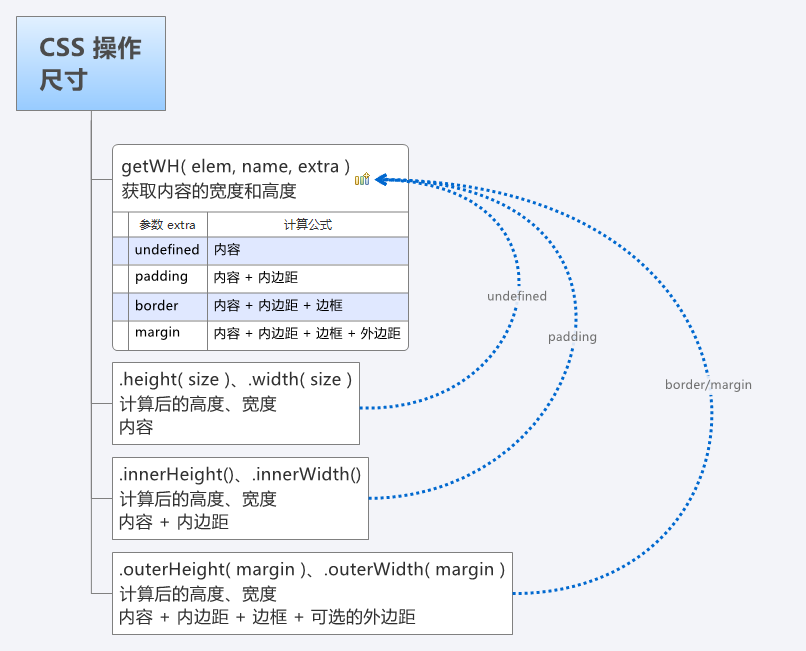 CSS 操作
尺寸
getWH( elem, name, extra )
获取内容的宽度和高度
参数 extra 计算公式
undefined 内容
padding 内容 + 内边距
border 内容 + 内边距 + 边框
margin 内容 + 内边距 + 边框 + 外边距
undefined
padding
border/margin
.height( size )、.width( size )
计算后的高度、宽度
内容
.innerHeight()、.innerWidth()
计算后的高度、宽度
内容 + 内边距
.outerHeight( margin )、.outerWidth( margin )
计算后的高度、宽度
内容 + 内边距 + 边框 + 可选的外边距